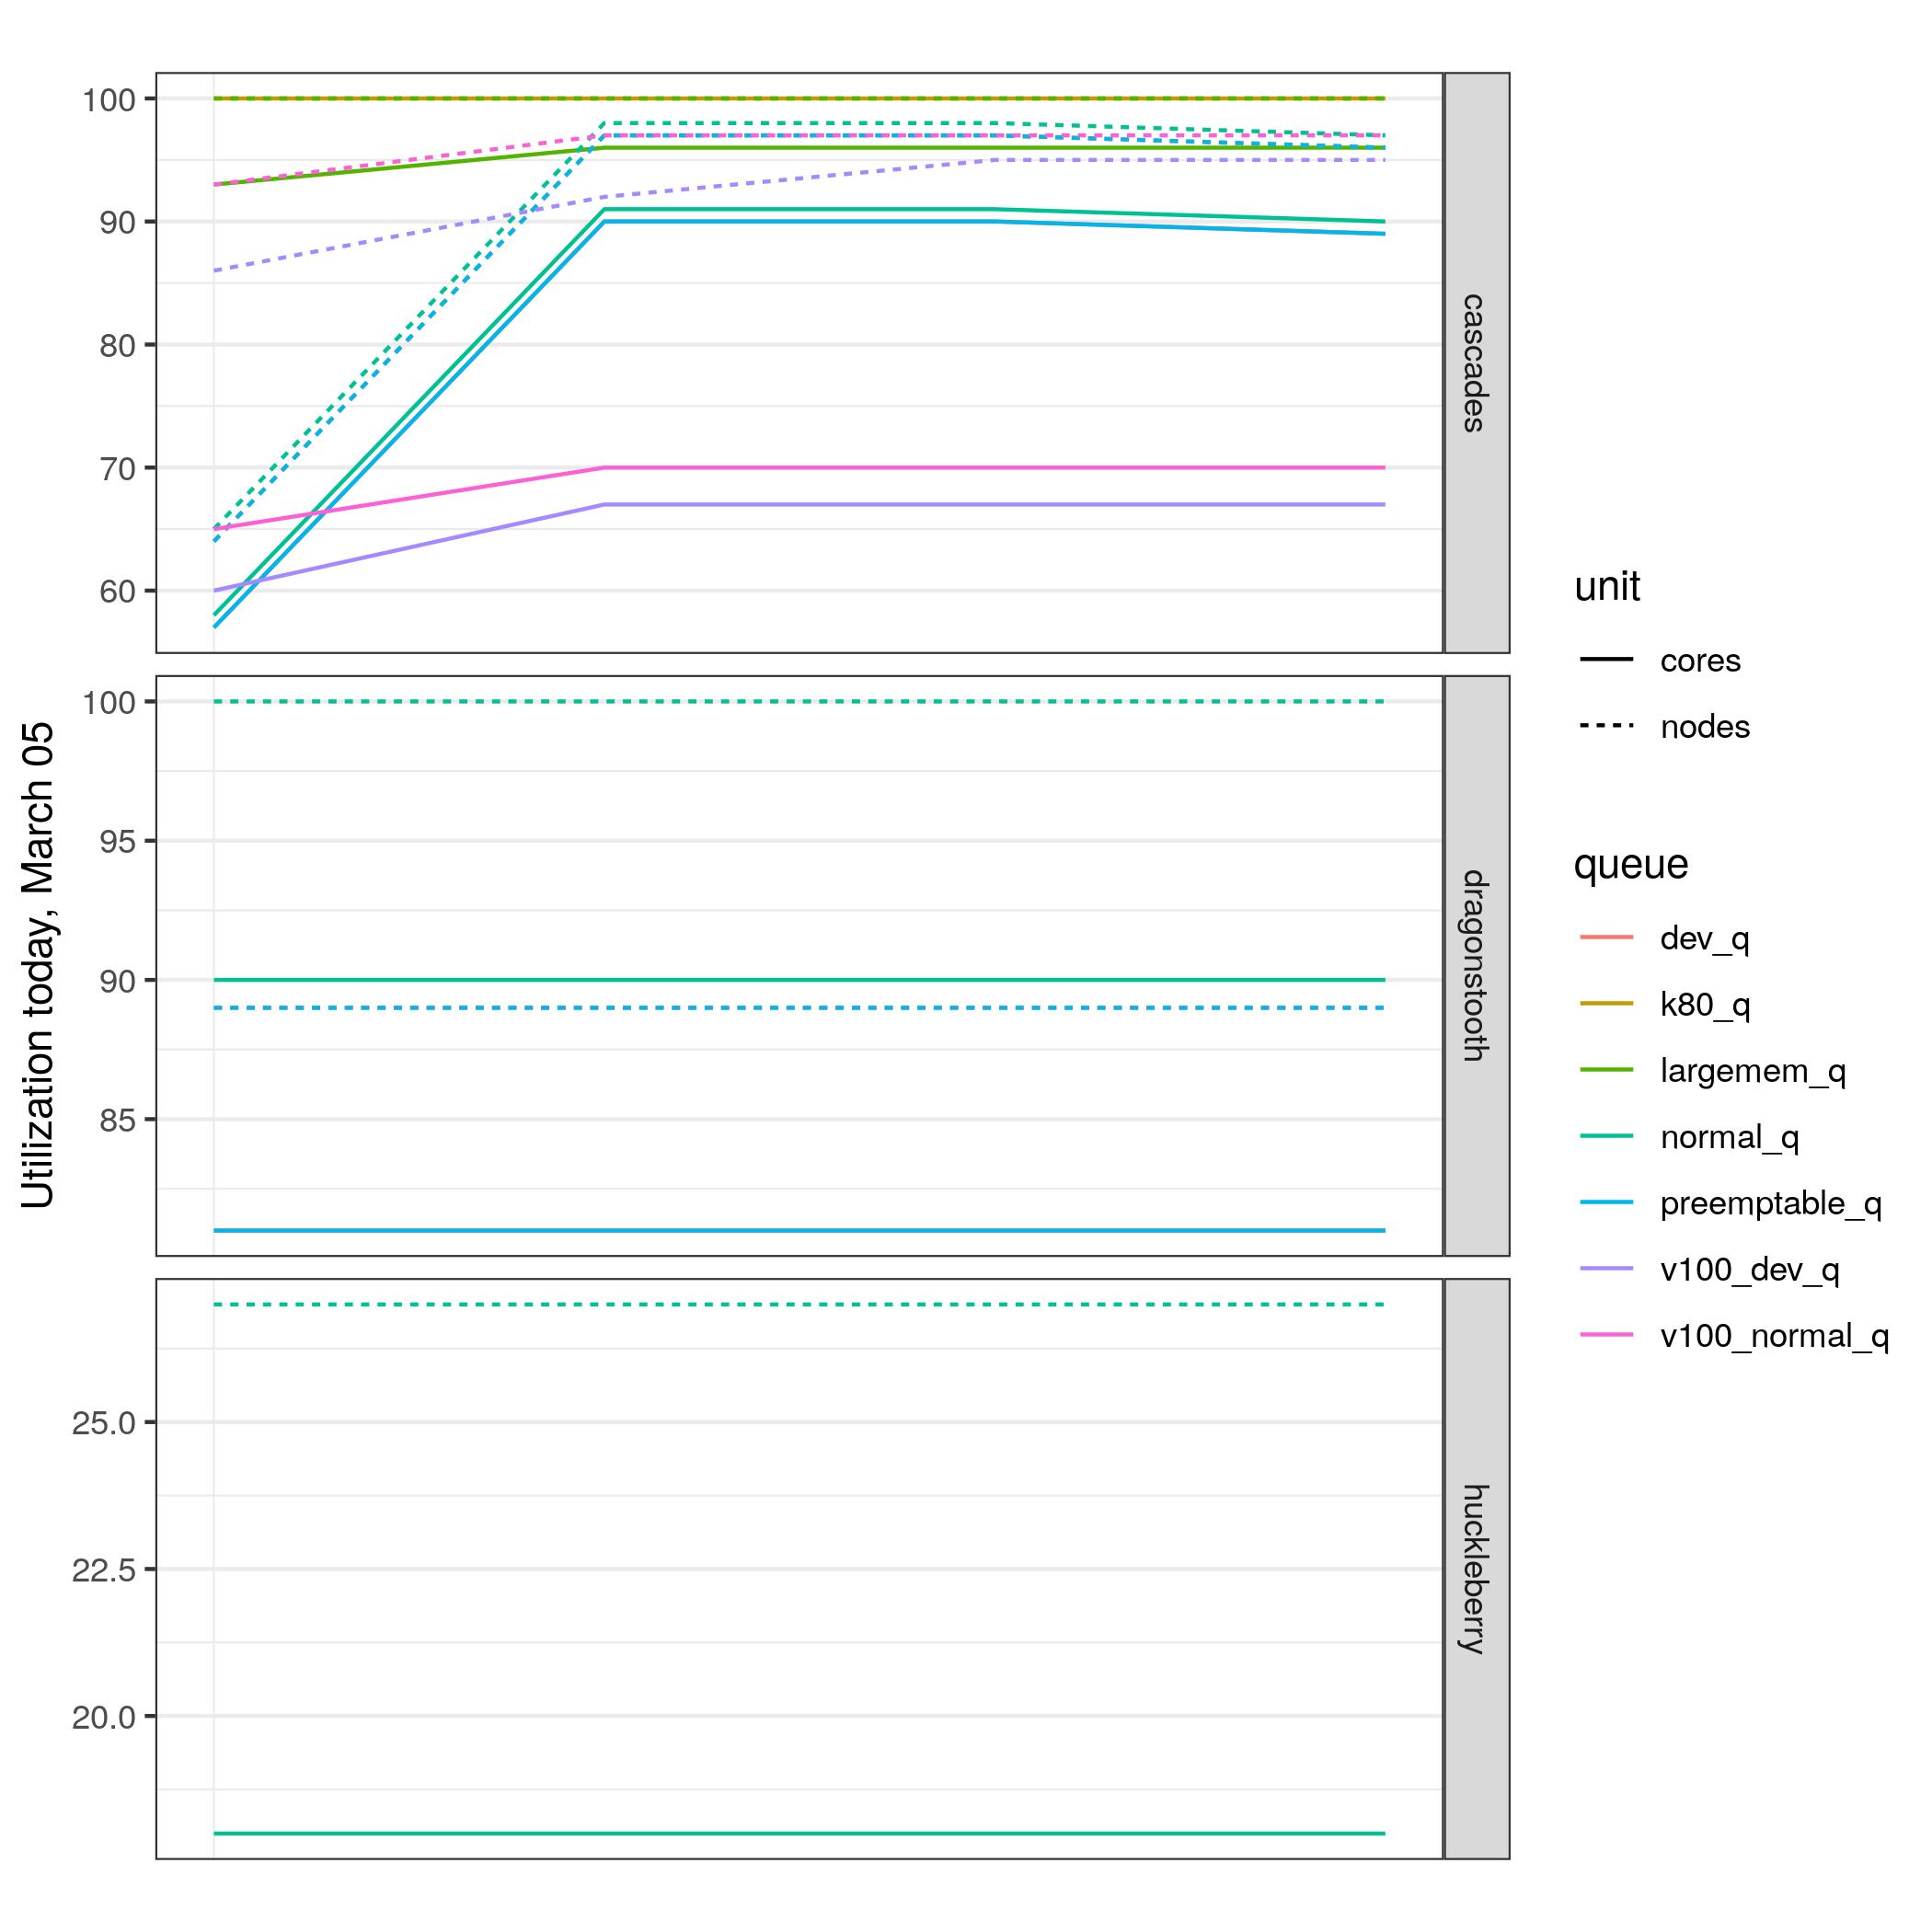 Utilization today, March 05
100
90
80
70
60
cascades
100
95
90
85
dragonstooth
25.0
22.5
20.0
huckleberry
unit
cores
nodes
queue
dev_q
k80_q
largemem_q
normal_q
preemptable_q
v100_dev_q
v100_normal_q